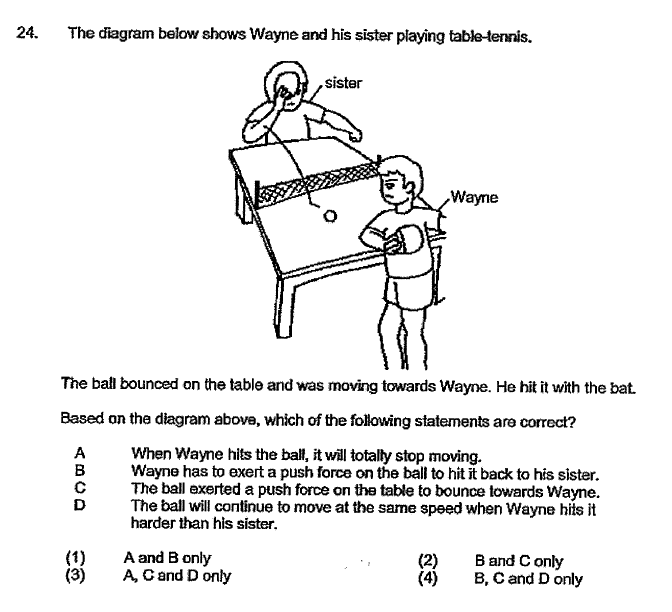 24. The diagram below shows Wayne and his sister playing table-tennis.
sister
Wayne
The ball bounced on the table and was moving towards Wayne. He hit it with the bat.
Based on the diagram above, which of the following statements are correct?
A When Wayne hits the ball, it will totally stop moving.
B Wayne has to exert a push force on the ball to hit it back to his sister.
C The ball exerted a push force on the table to bounce towards Wayne.
D The ball will continue to move at the same speed when Wayne hits it
harder than his sister.
(1) A and B only (2) B and C only
(3) A, C and D only (4) B, C and D only